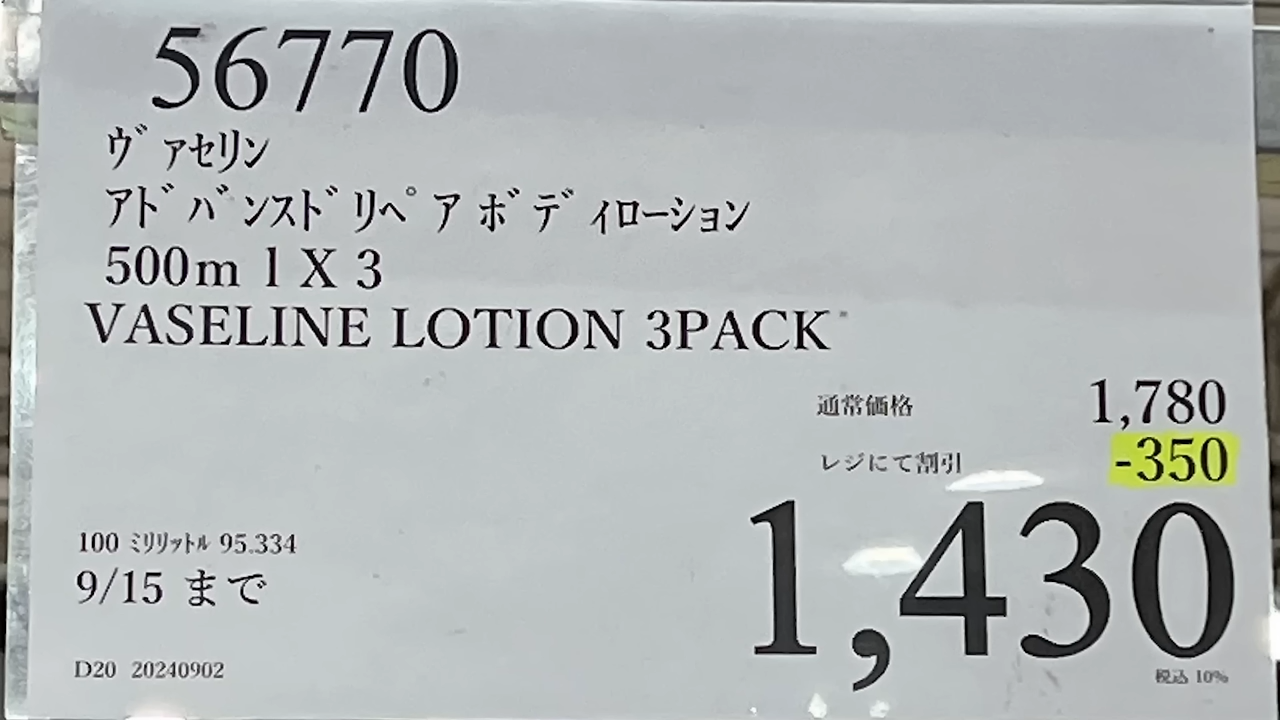 56770
ヴァセリン
アドバンスドリペアボディローション
500ml X 3
VASELINE LOTION 3PACK
通常価格 1,780
レジにて割引 -350
1,430
税込 10%
100 ミリリットル 95.334
9/15 まで
D20 20240902